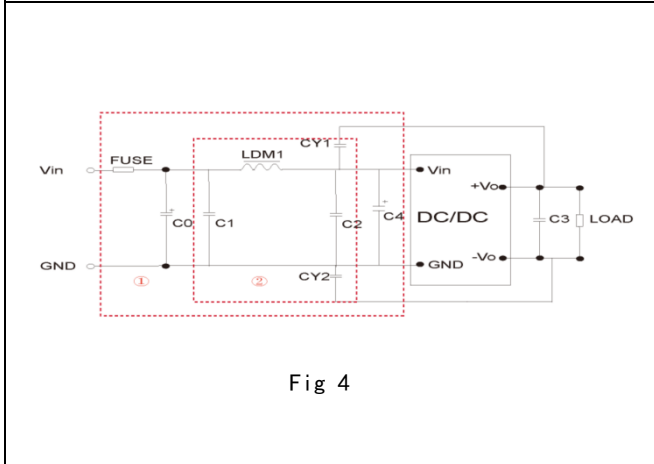 CY1
FUSE
LDM1
Vin
Vin
+Vo
C0
C1
C2
C4
DC/DC
C3
LOAD
GND
GND
-Vo
①
②
CY2
Fig 4